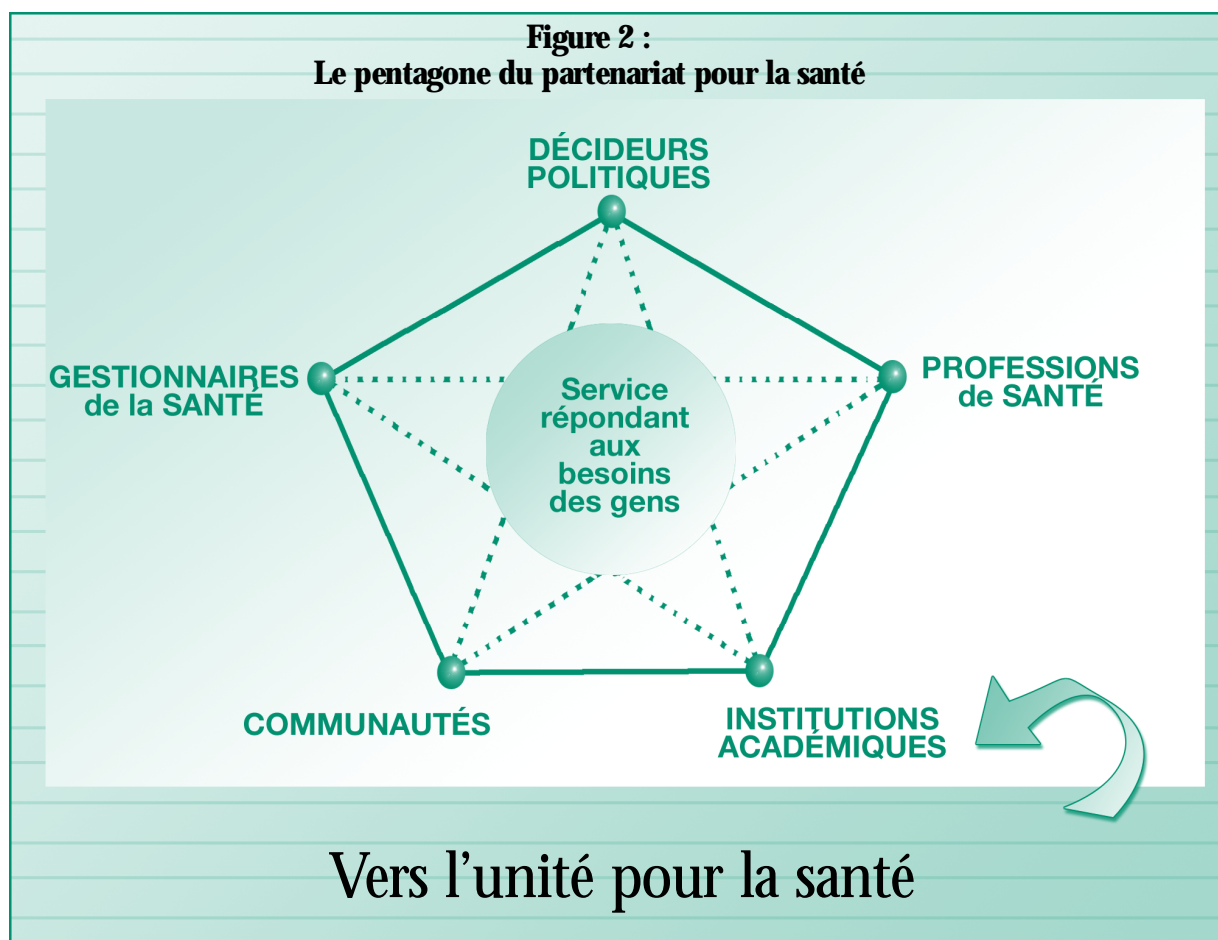 Figure 2 :
Le pentagone du partenariat pour la santé
DÉCIDEURS
POLITIQUES
GESTIONNAIRES
de la SANTÉ
PROFESSIONS
de SANTÉ
Service
répondant
aux
besoins
des gens
COMMUNAUTÉS
INSTITUTIONS
ACADÉMIQUES
Vers l'unité pour la santé